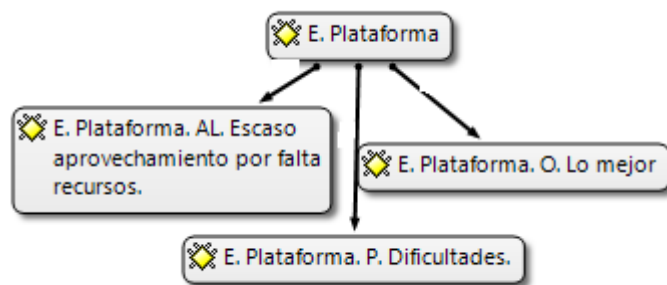 E. Plataforma
E. Plataforma. AL. Escaso
aprovechamiento por falta
recursos.
E. Plataforma. O. Lo mejor
E. Plataforma. P. Dificultades.